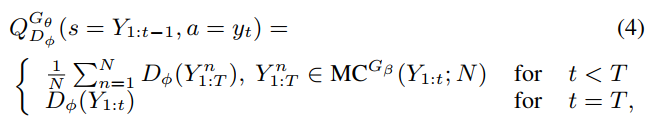 Q^{G_θ}_{D_ϕ}(s = Y_{1:t−1}, a = y_t) = (4)
{ 1/N ∑^N_{n=1} D_ϕ(Y^n_{1:T}), Y^n_{1:T} ∈ MC^{G_β}(Y_{1:t}; N) for t < T
D_ϕ(Y_{1:t}) for t = T,